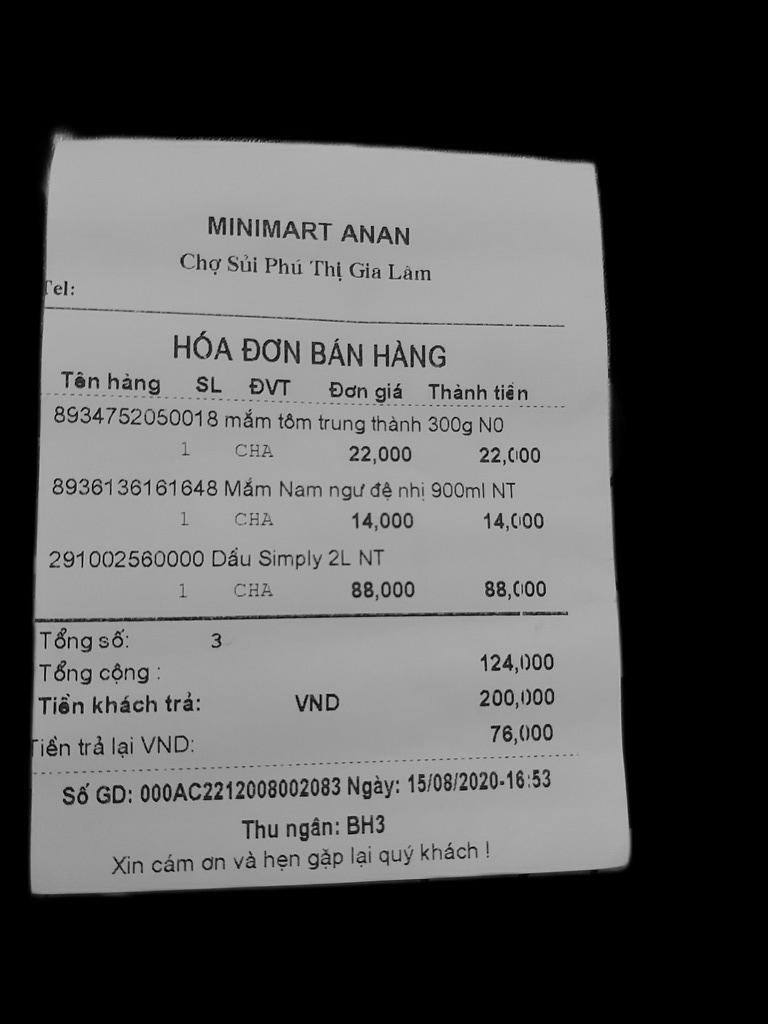 MINIMART ANAN
Chợ Sủi Phú Thị Gia Lâm
Tel:
HÓA ĐƠN BÁN HÀNG
Tên hàng SL ĐVT Đơn giá Thành tiền
8934752050018 mắm tôm trung thành 300g N0
1 CHA 22,000 22,000
8936136161648 Mắm Nam ngư đệ nhị 900ml NT
1 CHA 14,000 14,000
291002560000 Dầu Simply 2L NT
1 CHA 88,000 88,000
Tổng số: 3
Tổng cộng : 124,000
Tiền khách trả: VND 200,000
Tiền trả lại VND: 76,000
Số GD: 000AC2212008002083 Ngày: 15/08/2020-16:53
Thu ngân: BH3
Xin cám ơn và hẹn gặp lại quý khách !